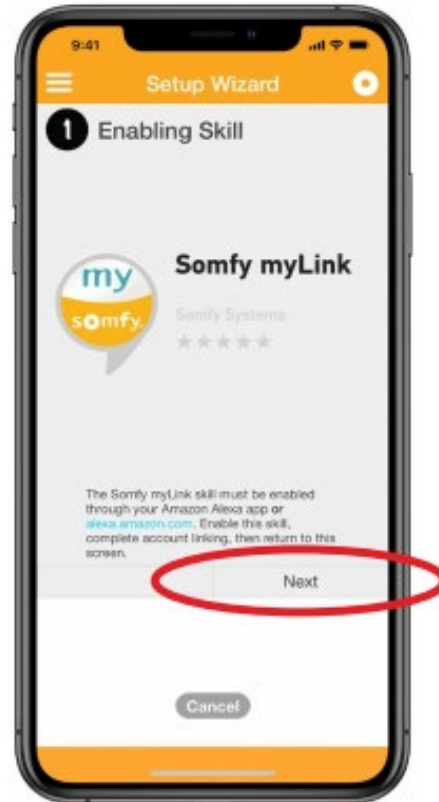 9:41
Setup Wizard
1 Enabling Skill
my
somfy.
Somfy myLink
Somfy Systems
The Somfy myLink skill must be enabled
through your Amazon Alexa app or
alexa.amazon.com. Enable this skill,
complete account linking, then return to this
screen.
Next
Cancel